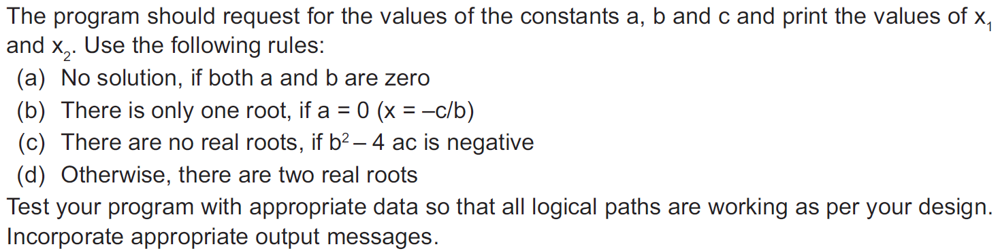 The program should request for the values of the constants a, b and c and print the values of x₁
and x₂. Use the following rules:
(a) No solution, if both a and b are zero
(b) There is only one root, if a = 0 (x = –c/b)
(c) There are no real roots, if b² – 4 ac is negative
(d) Otherwise, there are two real roots
Test your program with appropriate data so that all logical paths are working as per your design.
Incorporate appropriate output messages.